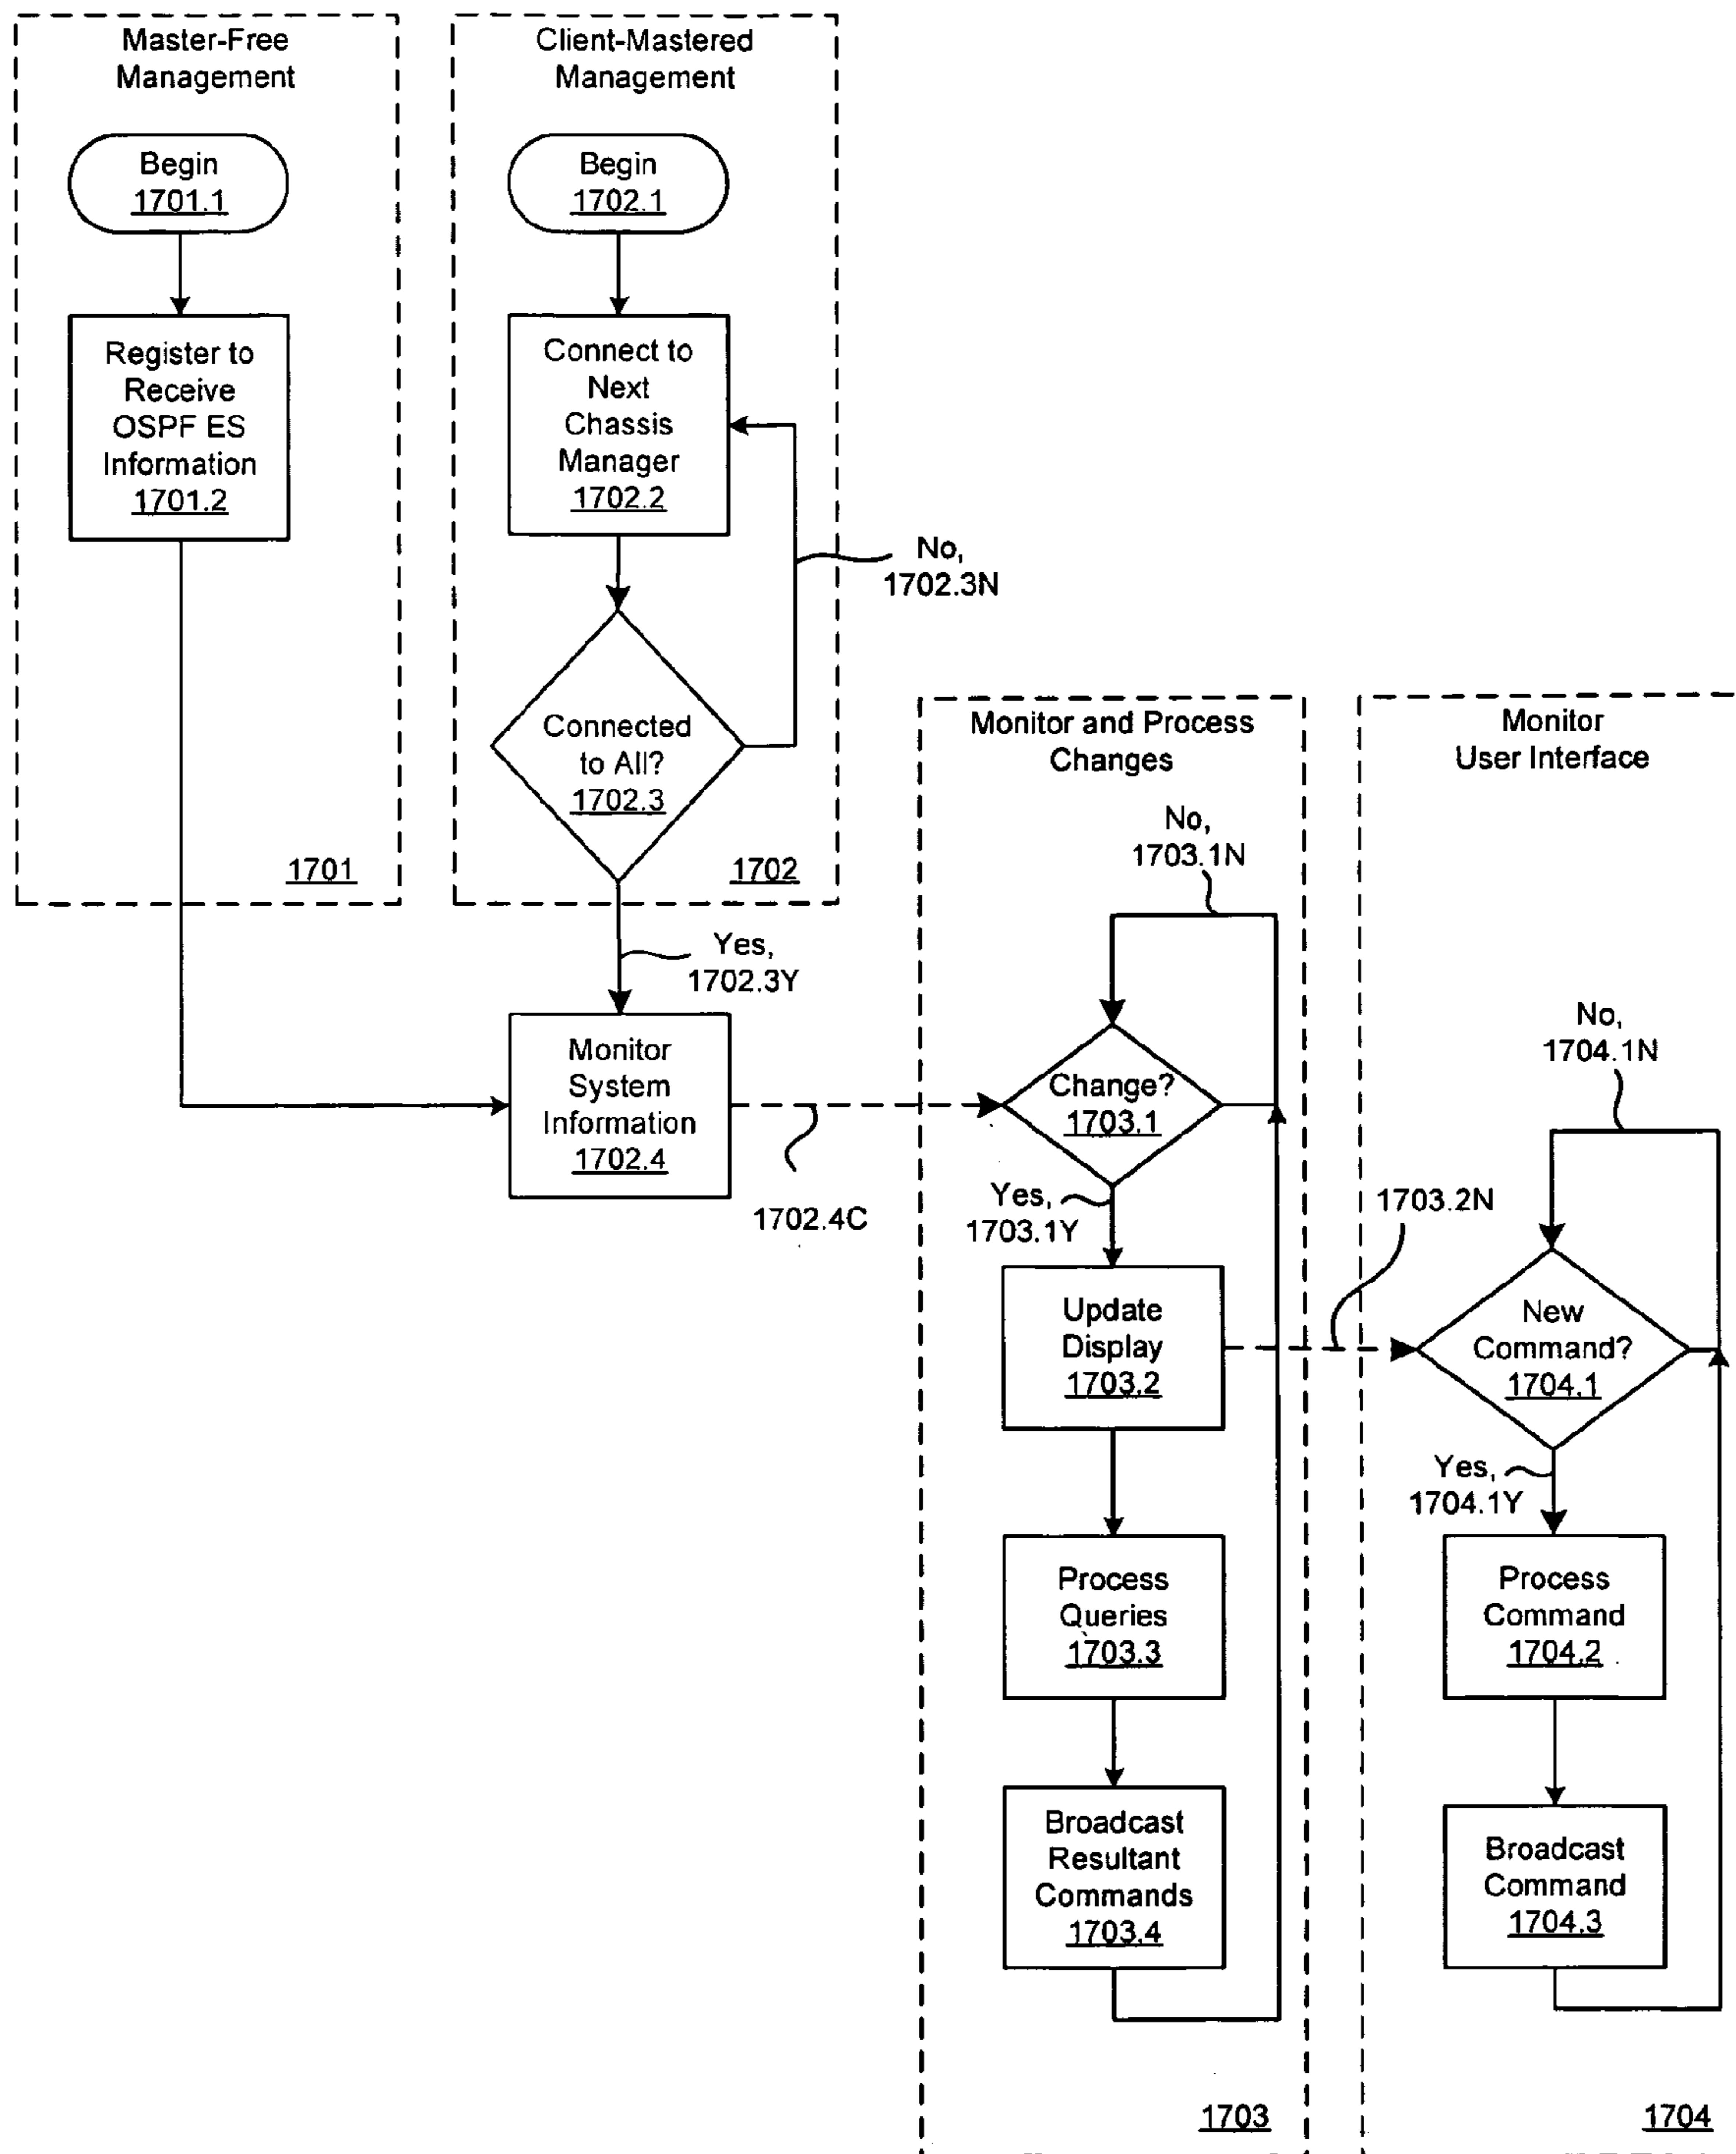 Master-Free
Management
Begin
1701.1
Register to
Receive
OSPF ES
Information
1701.2
1701
Client-Mastered
Management
Begin
1702.1
Connect to
Next
Chassis
Manager
1702.2
No,
1702.3N
Connected
to All?
1702.3
1702
Yes,
1702.3Y
Monitor
System
Information
1702.4
1702.4C
Monitor and Process
Changes
No,
1703.1N
Change?
1703.1
Yes,
1703.1Y
Update
Display
1703.2
1703.2N
Process
Queries
1703.3
Broadcast
Resultant
Commands
1703.4
1703
Monitor
User Interface
No,
1704.1N
New
Command?
1704.1
Yes,
1704.1Y
Process
Command
1704.2
Broadcast
Command
1704.3
1704